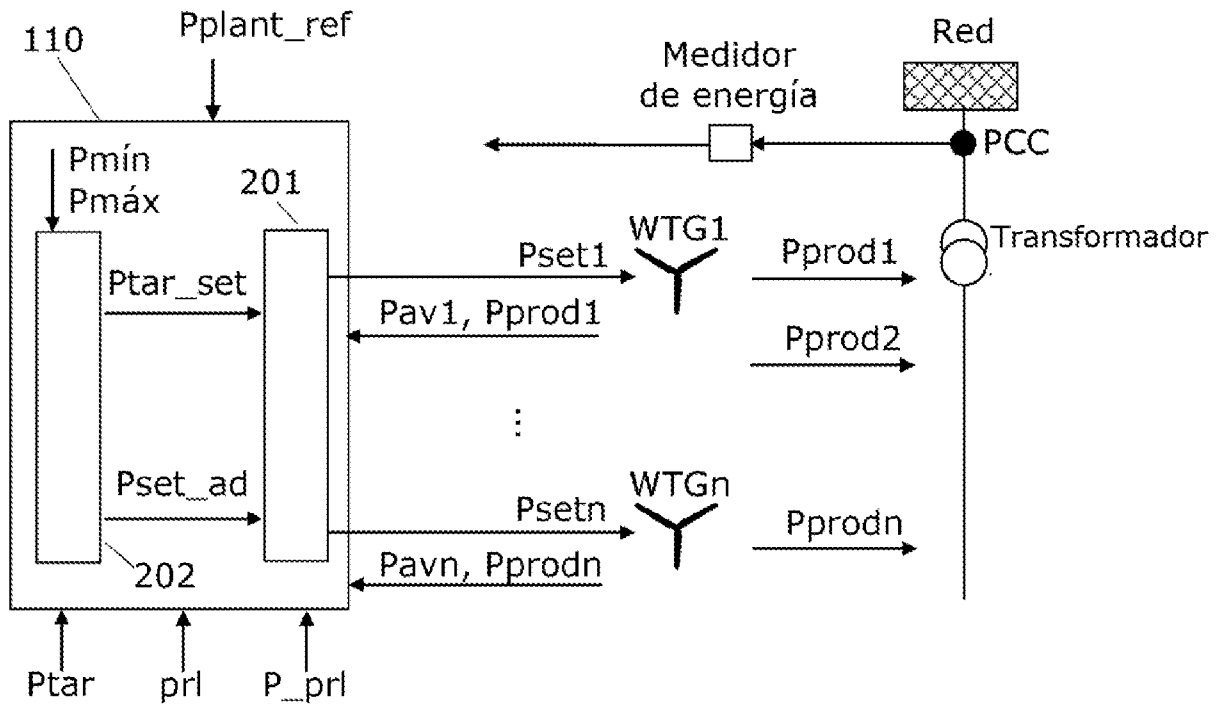 Pplant_ref
110
Red
Medidor
de energía
PCC
Pmín
Pmáx
201
WTG1
Transformador
Pset1
Pprod1
Ptar_set
Pav1, Pprod1
Pprod2
⋮
Pset_ad
WTGn
Psetn
Pprodn
Pavn, Pprodn
202
Ptar
prl
P_prl